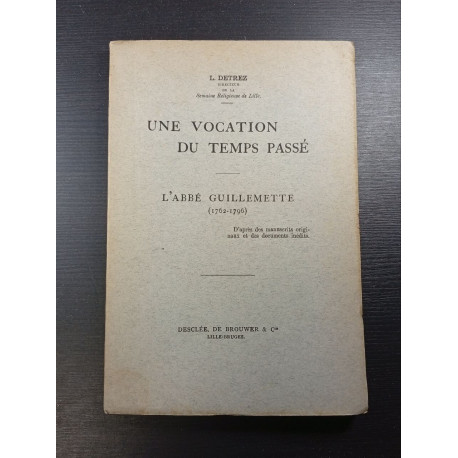 L. DETREZ
DIRECTEUR
DE LA
Semaine Religieuse de Lille.
UNE VOCATION
DU TEMPS PASSÉ
L'ABBÉ GUILLEMETTE
(1762-1796)
D'après des manuscrits origi-
naux et des documents inédits.
DESCLÉE, DE BROUWER & Cie
LILLE-BRUGES.